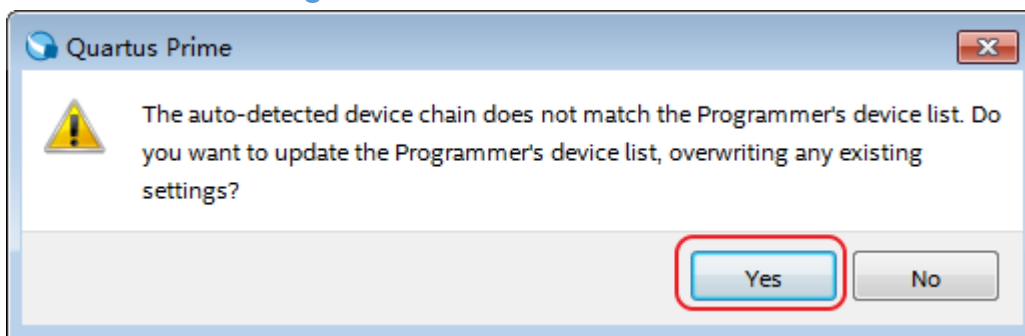 Quartus Prime
The auto-detected device chain does not match the Programmer's device list. Do
you want to update the Programmer's device list, overwriting any existing
settings?
Yes
No